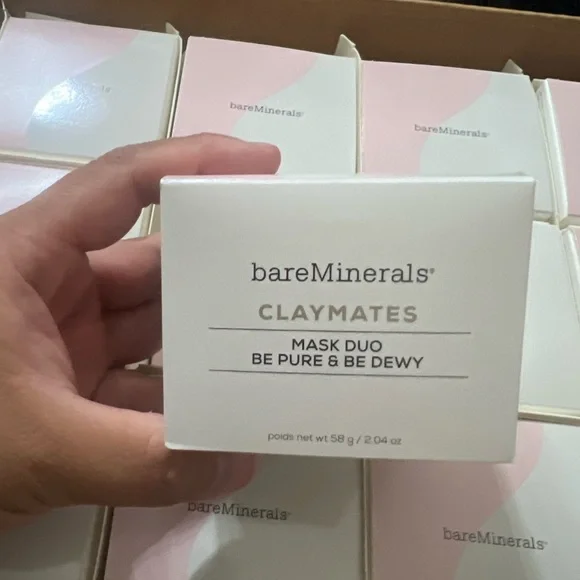 bareMinerals®
bareMinerals®
bareMinerals®
CLAYMATES
MASK DUO
BE PURE & BE DEWY
poids net wt 58 g / 2.04 oz
bareMinerals®
bareMinerals®